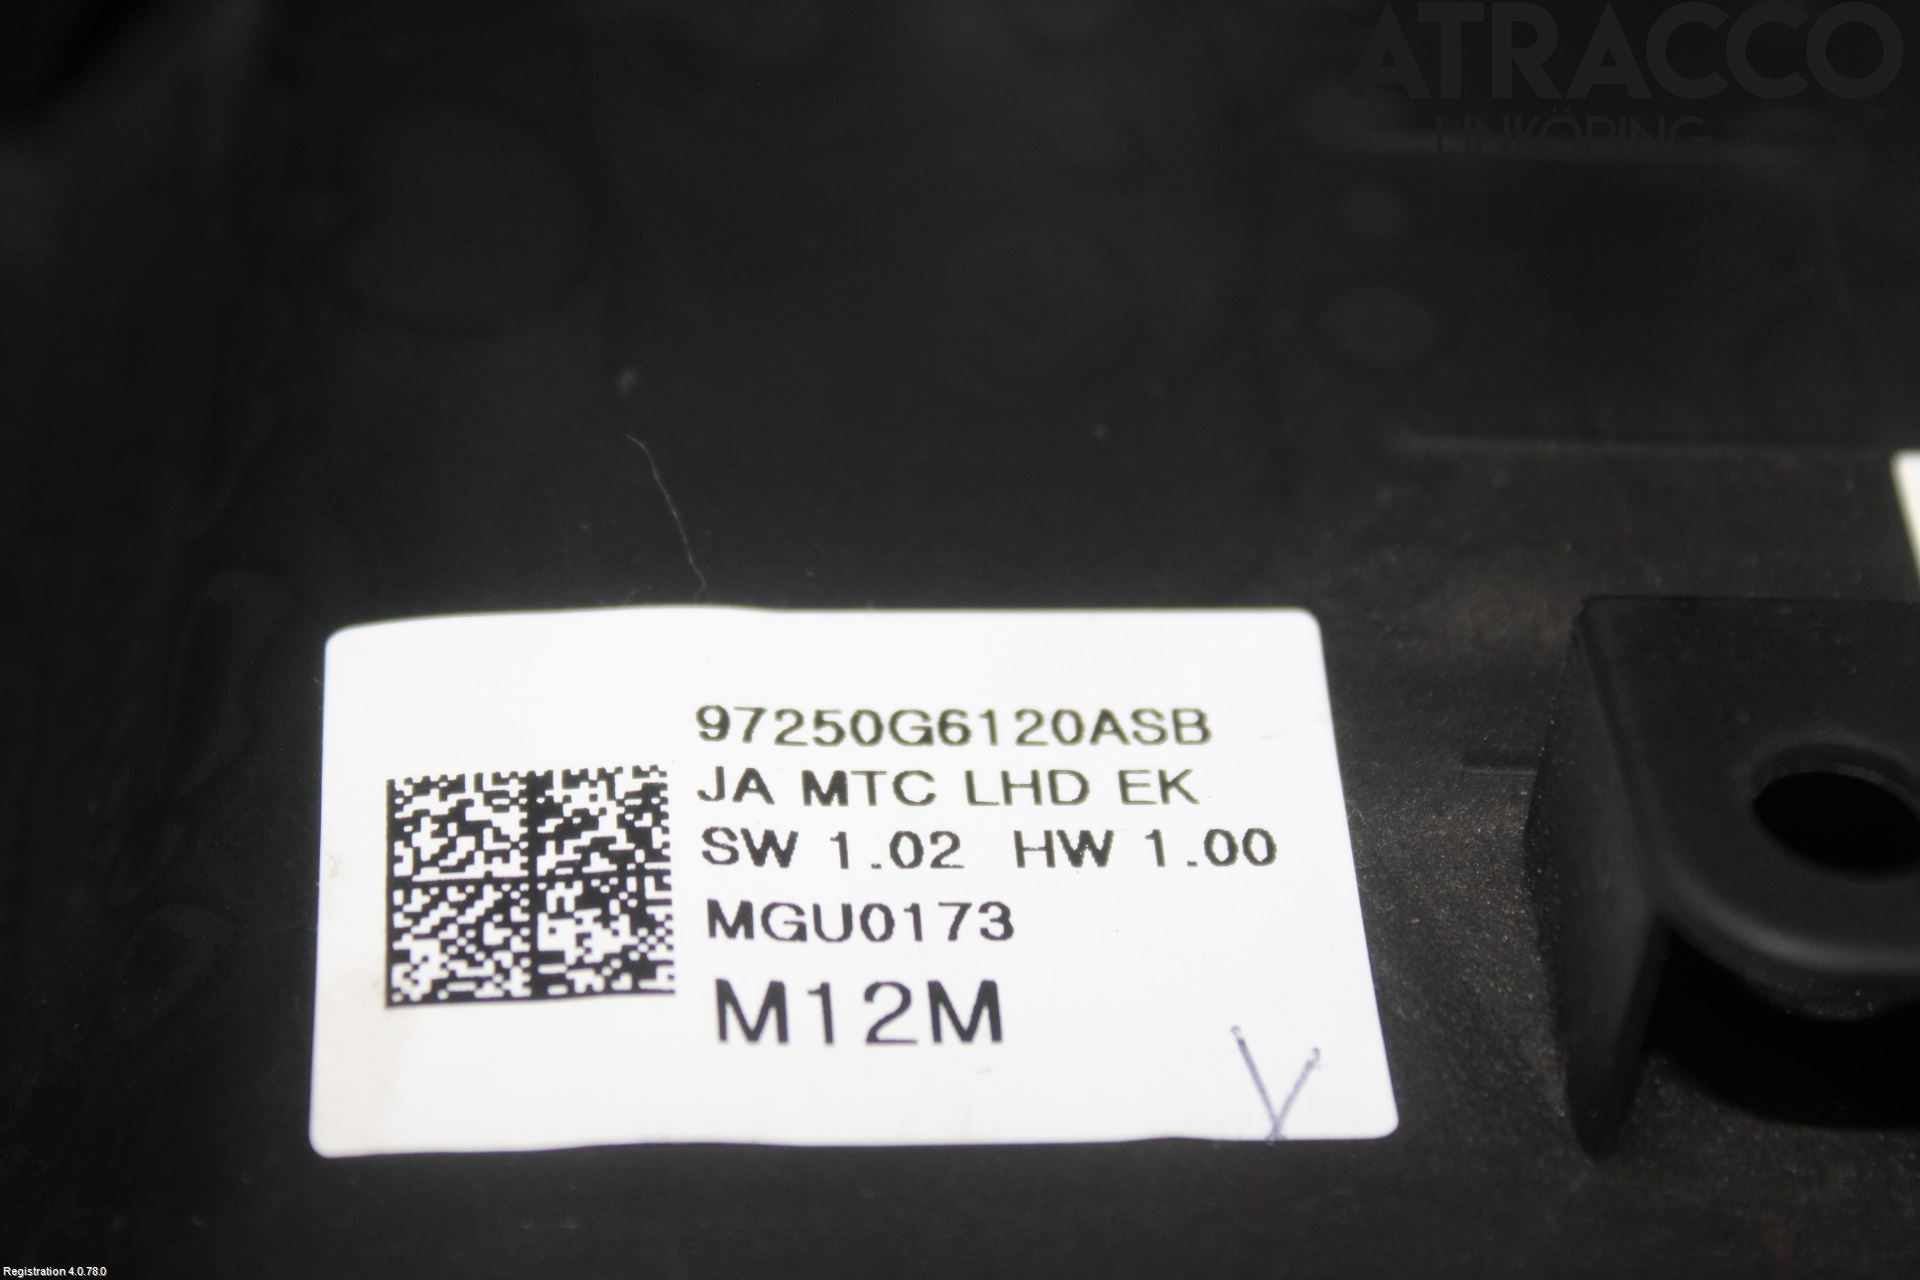 ATRACCO
LINKÖPING
97250G6120ASB
JA MTC LHD EK
SW 1.02 HW 1.00
MGU0173
M12M
Registration 4.0.78.0